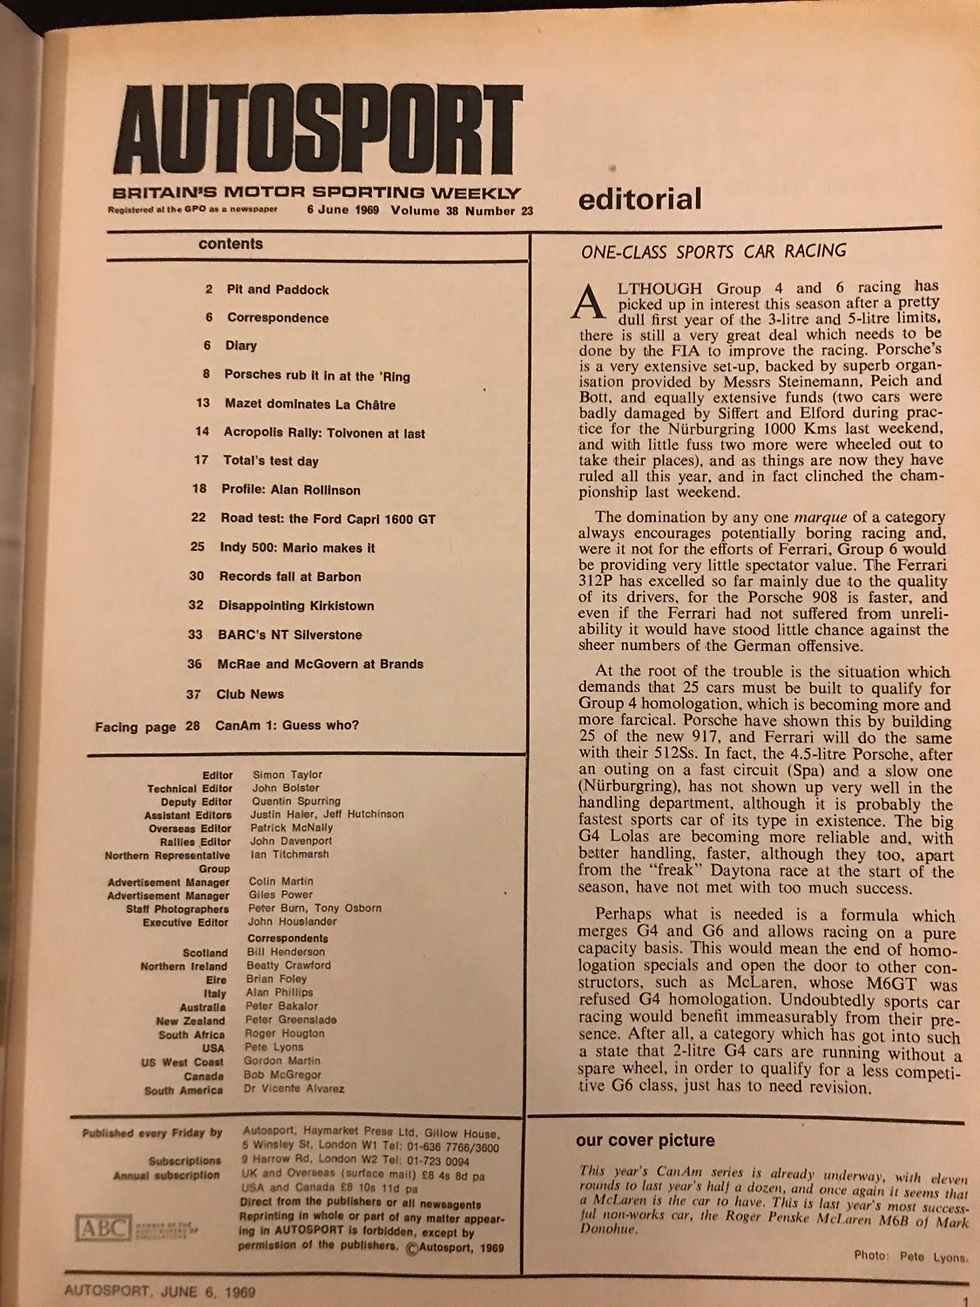 AUTOSPORT
BRITAIN'S MOTOR SPORTING WEEKLY
Registered at the GPO as a newspaper 6 June 1969 Volume 38 Number 23
contents
2 Pit and Paddock
6 Correspondence
6 Diary
8 Porsches rub it in at the 'Ring
13 Mazet dominates La Châtre
14 Acropolis Rally: Toivonen at last
17 Total's test day
18 Profile: Alan Rollinson
22 Road test: the Ford Capri 1600 GT
25 Indy 500: Mario makes it
30 Records fall at Barbon
32 Disappointing Kirkistown
33 BARC's NT Silverstone
36 McRae and McGovern at Brands
37 Club News
Facing page 28 CanAm 1: Guess who?
Editor Simon Taylor
Technical Editor John Bolster
Deputy Editor Quentin Spurring
Assistant Editors Justin Haler, Jeff Hutchinson
Overseas Editor Patrick McNally
Rallies Editor John Davenport
Northern Representative Ian Titchmarsh
Group
Advertisement Manager Colin Martin
Advertisement Manager Giles Power
Staff Photographers Peter Burn, Tony Osborn
Executive Editor John Houslander
Correspondents
Scotland Bill Henderson
Northern Ireland Beatty Crawford
Eire Brian Foley
Italy Alan Phillips
Australia Peter Bakalor
New Zealand Peter Greenslade
South Africa Roger Hougton
USA Pete Lyons
US West Coast Gordon Martin
Canada Bob McGregor
South America Dr Vicente Alvarez
Published every Friday by Autosport, Haymarket Press Ltd, Gillow House,
5 Winsley St, London W1 Tel: 01-636 7766/3600
Subscriptions 9 Harrow Rd, London W2 Tel: 01-723 0094
Annual subscription UK and Overseas (surface mail) £6 4s 8d pa
USA and Canada £8 10s 11d pa
Direct from the publishers or all newsagents
Reprinting in whole or part of any matter appear-
ing in AUTOSPORT is forbidden, except by
permission of the publishers. ©Autosport, 1969
ABC
AUTOSPORT, JUNE 6, 1969
editorial
ONE-CLASS SPORTS CAR RACING
ALTHOUGH Group 4 and 6 racing has
picked up in interest this season after a pretty
dull first year of the 3-litre and 5-litre limits,
there is still a very great deal which needs to be
done by the FIA to improve the racing. Porsche's
is a very extensive set-up, backed by superb organ-
isation provided by Messrs Steinemann, Peich and
Bott, and equally extensive funds (two cars were
badly damaged by Siffert and Elford during prac-
tice for the Nürburgring 1000 Kms last weekend,
and with little fuss two more were wheeled out to
take their places), and as things are now they have
ruled all this year, and in fact clinched the cham-
pionship last weekend.
The domination by any one marque of a category
always encourages potentially boring racing and,
were it not for the efforts of Ferrari, Group 6 would
be providing very little spectator value. The Ferrari
312P has excelled so far mainly due to the quality
of its drivers, for the Porsche 908 is faster, and
even if the Ferrari had not suffered from unreli-
ability it would have stood little chance against the
sheer numbers of the German offensive.
At the root of the trouble is the situation which
demands that 25 cars must be built to qualify for
Group 4 homologation, which is becoming more and
more farcical. Porsche have shown this by building
25 of the new 917, and Ferrari will do the same
with their 512Ss. In fact, the 4.5-litre Porsche, after
an outing on a fast circuit (Spa) and a slow one
(Nürburgring), has not shown up very well in the
handling department, although it is probably the
fastest sports car of its type in existence. The big
G4 Lolas are becoming more reliable and, with
better handling, faster, although they too, apart
from the "freak" Daytona race at the start of the
season, have not met with too much success.
Perhaps what is needed is a formula which
merges G4 and G6 and allows racing on a pure
capacity basis. This would mean the end of homo-
logation specials and open the door to other con-
structors, such as McLaren, whose M6GT was
refused G4 homologation. Undoubtedly sports car
racing would benefit immeasurably from their pre-
sence. After all, a category which has got into such
a state that 2-litre G4 cars are running without a
spare wheel, in order to qualify for a less competi-
tive G6 class, just has to need revision.
our cover picture
This year's CanAm series is already underway, with eleven
rounds to last year's half a dozen, and once again it seems that
a McLaren is the car to have. This is last year's most success-
ful non-works car, the Roger Penske McLaren M6B of Mark
Donohue.
Photo: Pete Lyons.
1